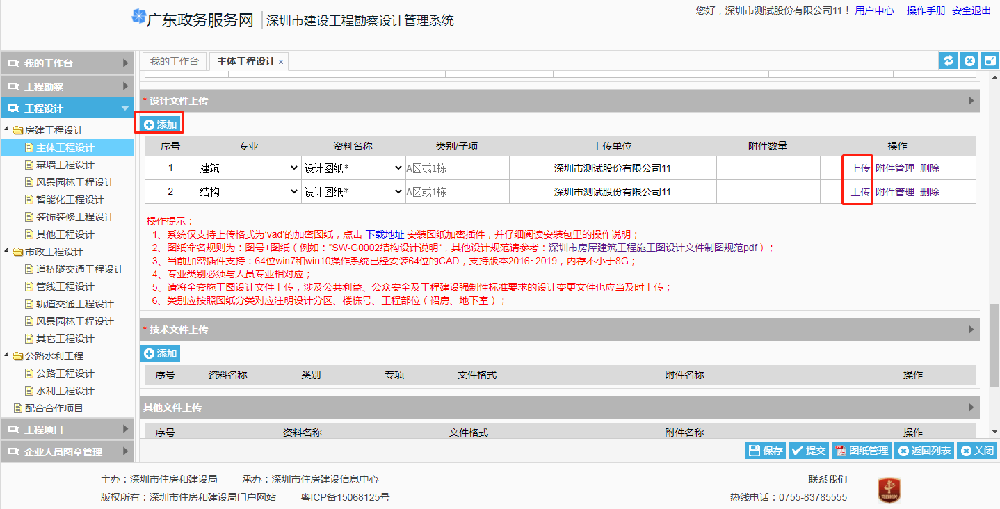 您好，深圳市测试股份有限公司11！ 用户中心 操作手册 安全退出
广东政务服务网 深圳市建设工程勘察设计管理系统
我的工作台
工程勘察
工程设计
房建工程设计
主体工程设计
幕墙工程设计
风景园林工程设计
智能化工程设计
装饰装修工程设计
其他工程设计
市政工程设计
道桥隧交通工程设计
管线工程设计
轨道交通工程设计
风景园林工程设计
其它工程设计
公路水利工程
公路工程设计
水利工程设计
配合合作项目
工程项目
企业人员图章管理
我的工作台 主体工程设计 ×
* 设计文件上传
添加
序号 专业 资料名称 类别/子项 上传单位 附件数量 操作
1 建筑 设计图纸* A区或1栋 深圳市测试股份有限公司11 上传 附件管理 删除
2 结构 设计图纸* A区或1栋 深圳市测试股份有限公司11 上传 附件管理 删除
操作提示：
1、系统仅支持上传格式为'vad'的加密图纸，点击 下载地址 安装图纸加密插件，并仔细阅读安装包里的操作说明；
2、图纸命名规则为：图号+图纸（例如："SW-G0002结构设计说明"，其他设计规范请参考：深圳市房屋建筑工程施工图设计文件制图规范pdf）；
3、当前加密插件支持：64位win7和win10操作系统已经安装64位的CAD，支持版本2016~2019，内存不小于8G；
4、专业类别必须与人员专业相对应；
5、请将全套施工图设计文件上传，涉及公共利益、公众安全及工程建设强制性标准要求的设计变更文件也应当及时上传；
6、类别应按照图纸分类对应注明设计分区、楼栋号、工程部位（裙房、地下室）；
* 技术文件上传
添加
序号 资料名称 类别 专项 文件格式 附件名称 操作
其他文件上传
序号 资料名称 文件格式 附件名称 操作
保存 提交 图纸管理 返回列表 关闭
主办：深圳市住房和建设局 承办：深圳市住房建设信息中心
版权所有：深圳市住房和建设局门户网站 粤ICP备15068125号
联系我们
热线电话：0755-83785555